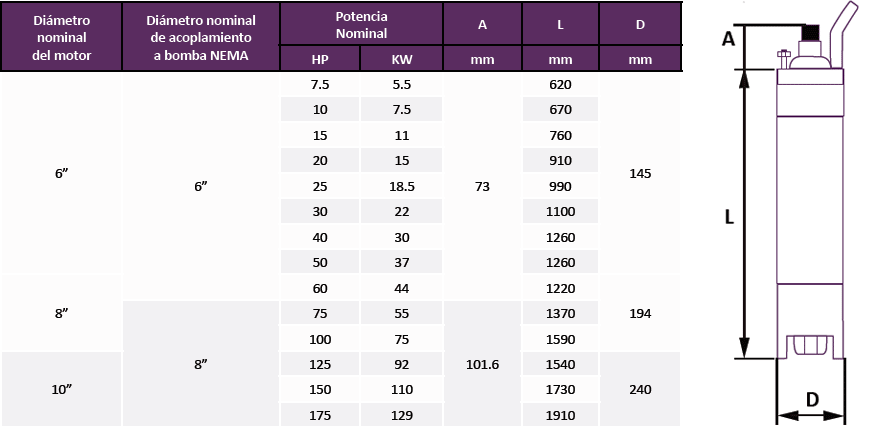 Diámetro nominal del motor | Diámetro nominal de acoplamiento a bomba NEMA | Potencia Nominal | A | L | D
HP | KW | mm | mm | mm
7.5 5.5 620
10 7.5 670
15 11 760
20 15 910
6” 6” 25 18.5 73 990 145
30 22 1100
40 30 1260
50 37 1260
60 44 1220
8” 75 55 1370 194
100 75 1590
8” 125 92 101.6 1540
10” 150 110 1730 240
175 129 1910
A
L
D